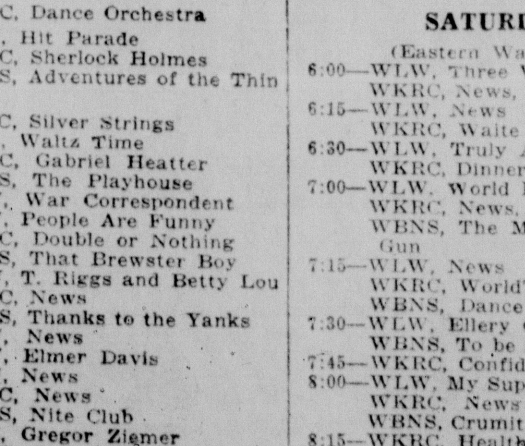 C, Dance Orchestra
, Hit Parade
C, Sherlock Holmes
S, Adventures of the Thin
C, Silver Strings
, Waltz Time
C, Gabriel Heatter
S, The Playhouse
, War Correspondent
, People Are Funny
C, Double or Nothing
S, That Brewster Boy
, T. Riggs and Betty Lou
C, News
S, Thanks to the Yanks
, News
, Elmer Davis
, News
C, News
S, Nite Club
, Gregor Ziemer
SATUR
(Eastern Wa
6:00—WLW, Three
WKRC, News,
6:15—WLW, News
WKRC, Waite
6:30—WLW, Truly
WKRC, Dinner
7:00—WLW, World
WKRC, News,
WBNS, The M
Gun
7:15—WLW, News
WKRC, World'
WBNS, Dance
7:30—WLW, Ellery
WBNS, To be
7:45—WKRC, Confid
8:00—WLW, My Sup
WKRC, News
WBNS, Crumit
8:15—WKRC, Health